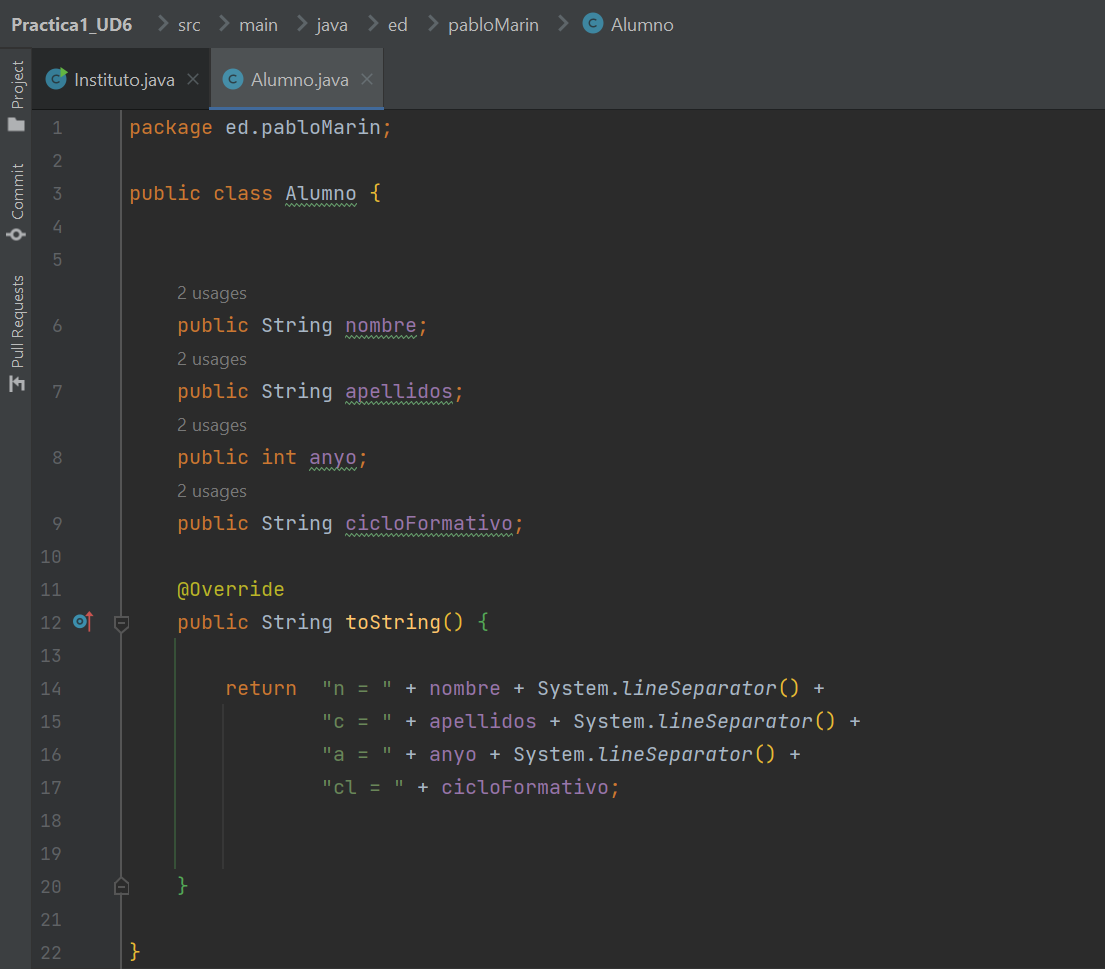 Practica1_UD6 src main java ed pabloMarin C Alumno
Project
Commit
Pull Requests
C Instituto.java C Alumno.java
1 package ed.pabloMarin;
2
3 public class Alumno {
4
5
2 usages
6 public String nombre;
2 usages
7 public String apellidos;
2 usages
8 public int anyo;
2 usages
9 public String cicloFormativo;
10
11 @Override
12 public String toString() {
13
14 return "n = " + nombre + System.lineSeparator() +
15 "c = " + apellidos + System.lineSeparator() +
16 "a = " + anyo + System.lineSeparator() +
17 "cl = " + cicloFormativo;
18
19
20 }
21
22 }